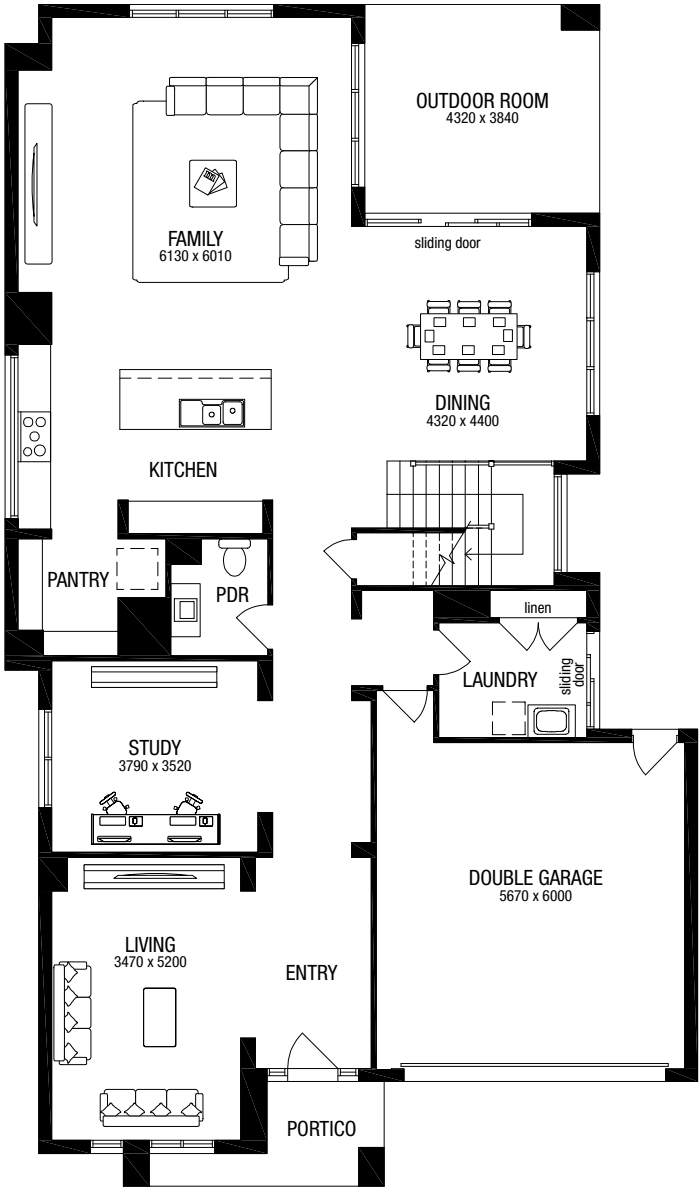 OUTDOOR ROOM
4320 x 3840
FAMILY
6130 x 6010
sliding door
DINING
4320 x 4400
KITCHEN
PANTRY
PDR
linen
LAUNDRY
sliding
door
STUDY
3790 x 3520
DOUBLE GARAGE
5670 x 6000
LIVING
3470 x 5200
ENTRY
PORTICO